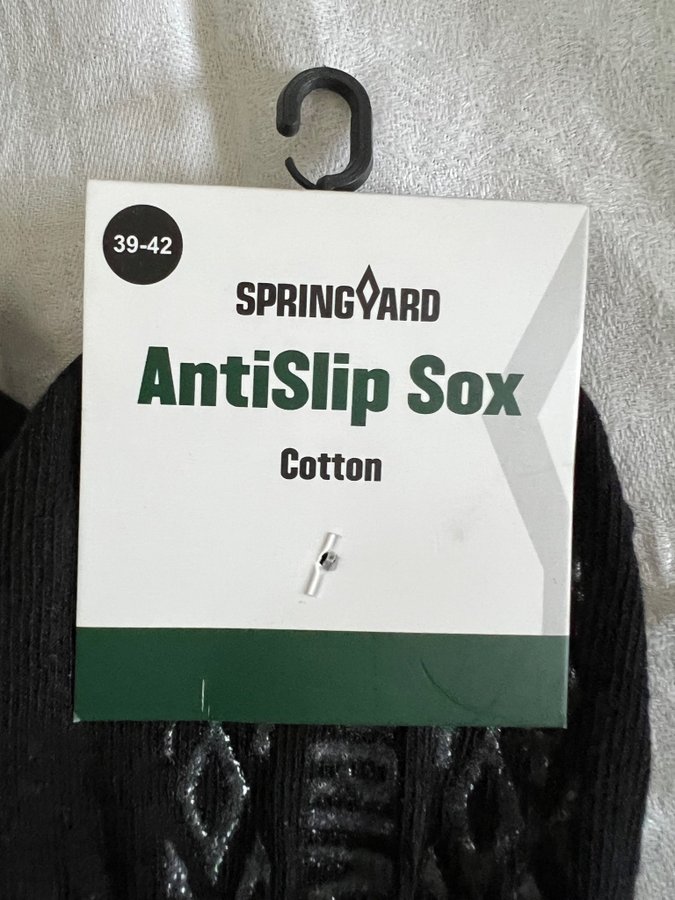 39-42
SPRINGYARD
AntiSlip Sox
Cotton